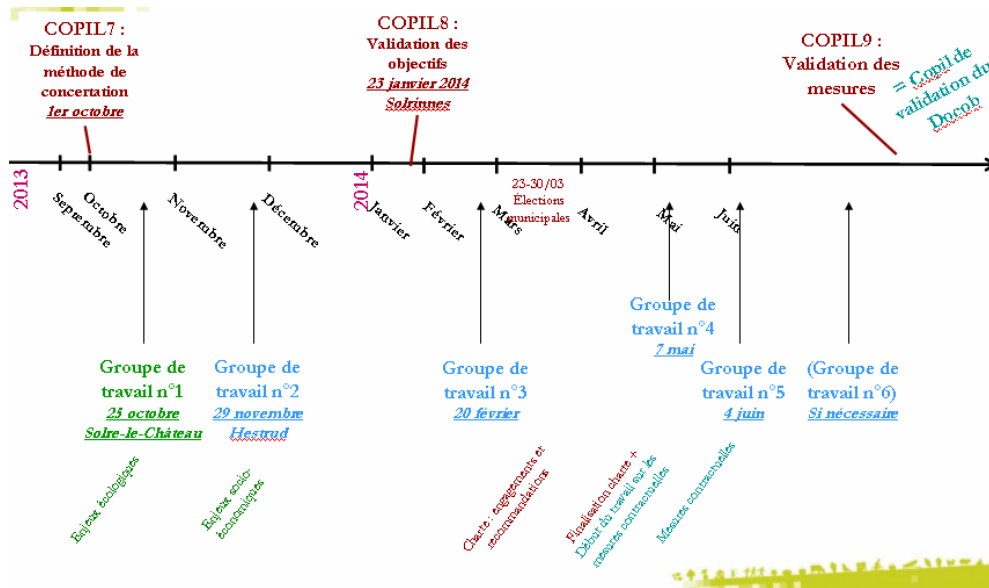 COPIL7 :
Définition de la
méthode de
concertation
1er octobre
COPIL8 :
Validation des
objectifs
23 janvier 2014
Solrinnes
COPIL9 :
Validation des
mesures
= Copil de
validation du
Docob
2013
Septembre
Octobre
Novembre
Décembre
2014
Janvier
Février
Mars
23-30/03
Élections
municipales
Avril
Mai
Juin
Groupe de
travail n°1
25 octobre
Solre-le-Château
Groupe de
travail n°2
29 novembre
Hestrud
Groupe de
travail n°3
20 février
Groupe de
travail n°4
7 mai
Groupe de
travail n°5
4 juin
(Groupe de
travail n°6)
Si nécessaire
Enjeux écologiques
Enjeux socio-
économiques
Charte : engagements et
recommandations
Finalisation charte +
Début du travail sur les
mesures contractuelles
Mesures contractuelles